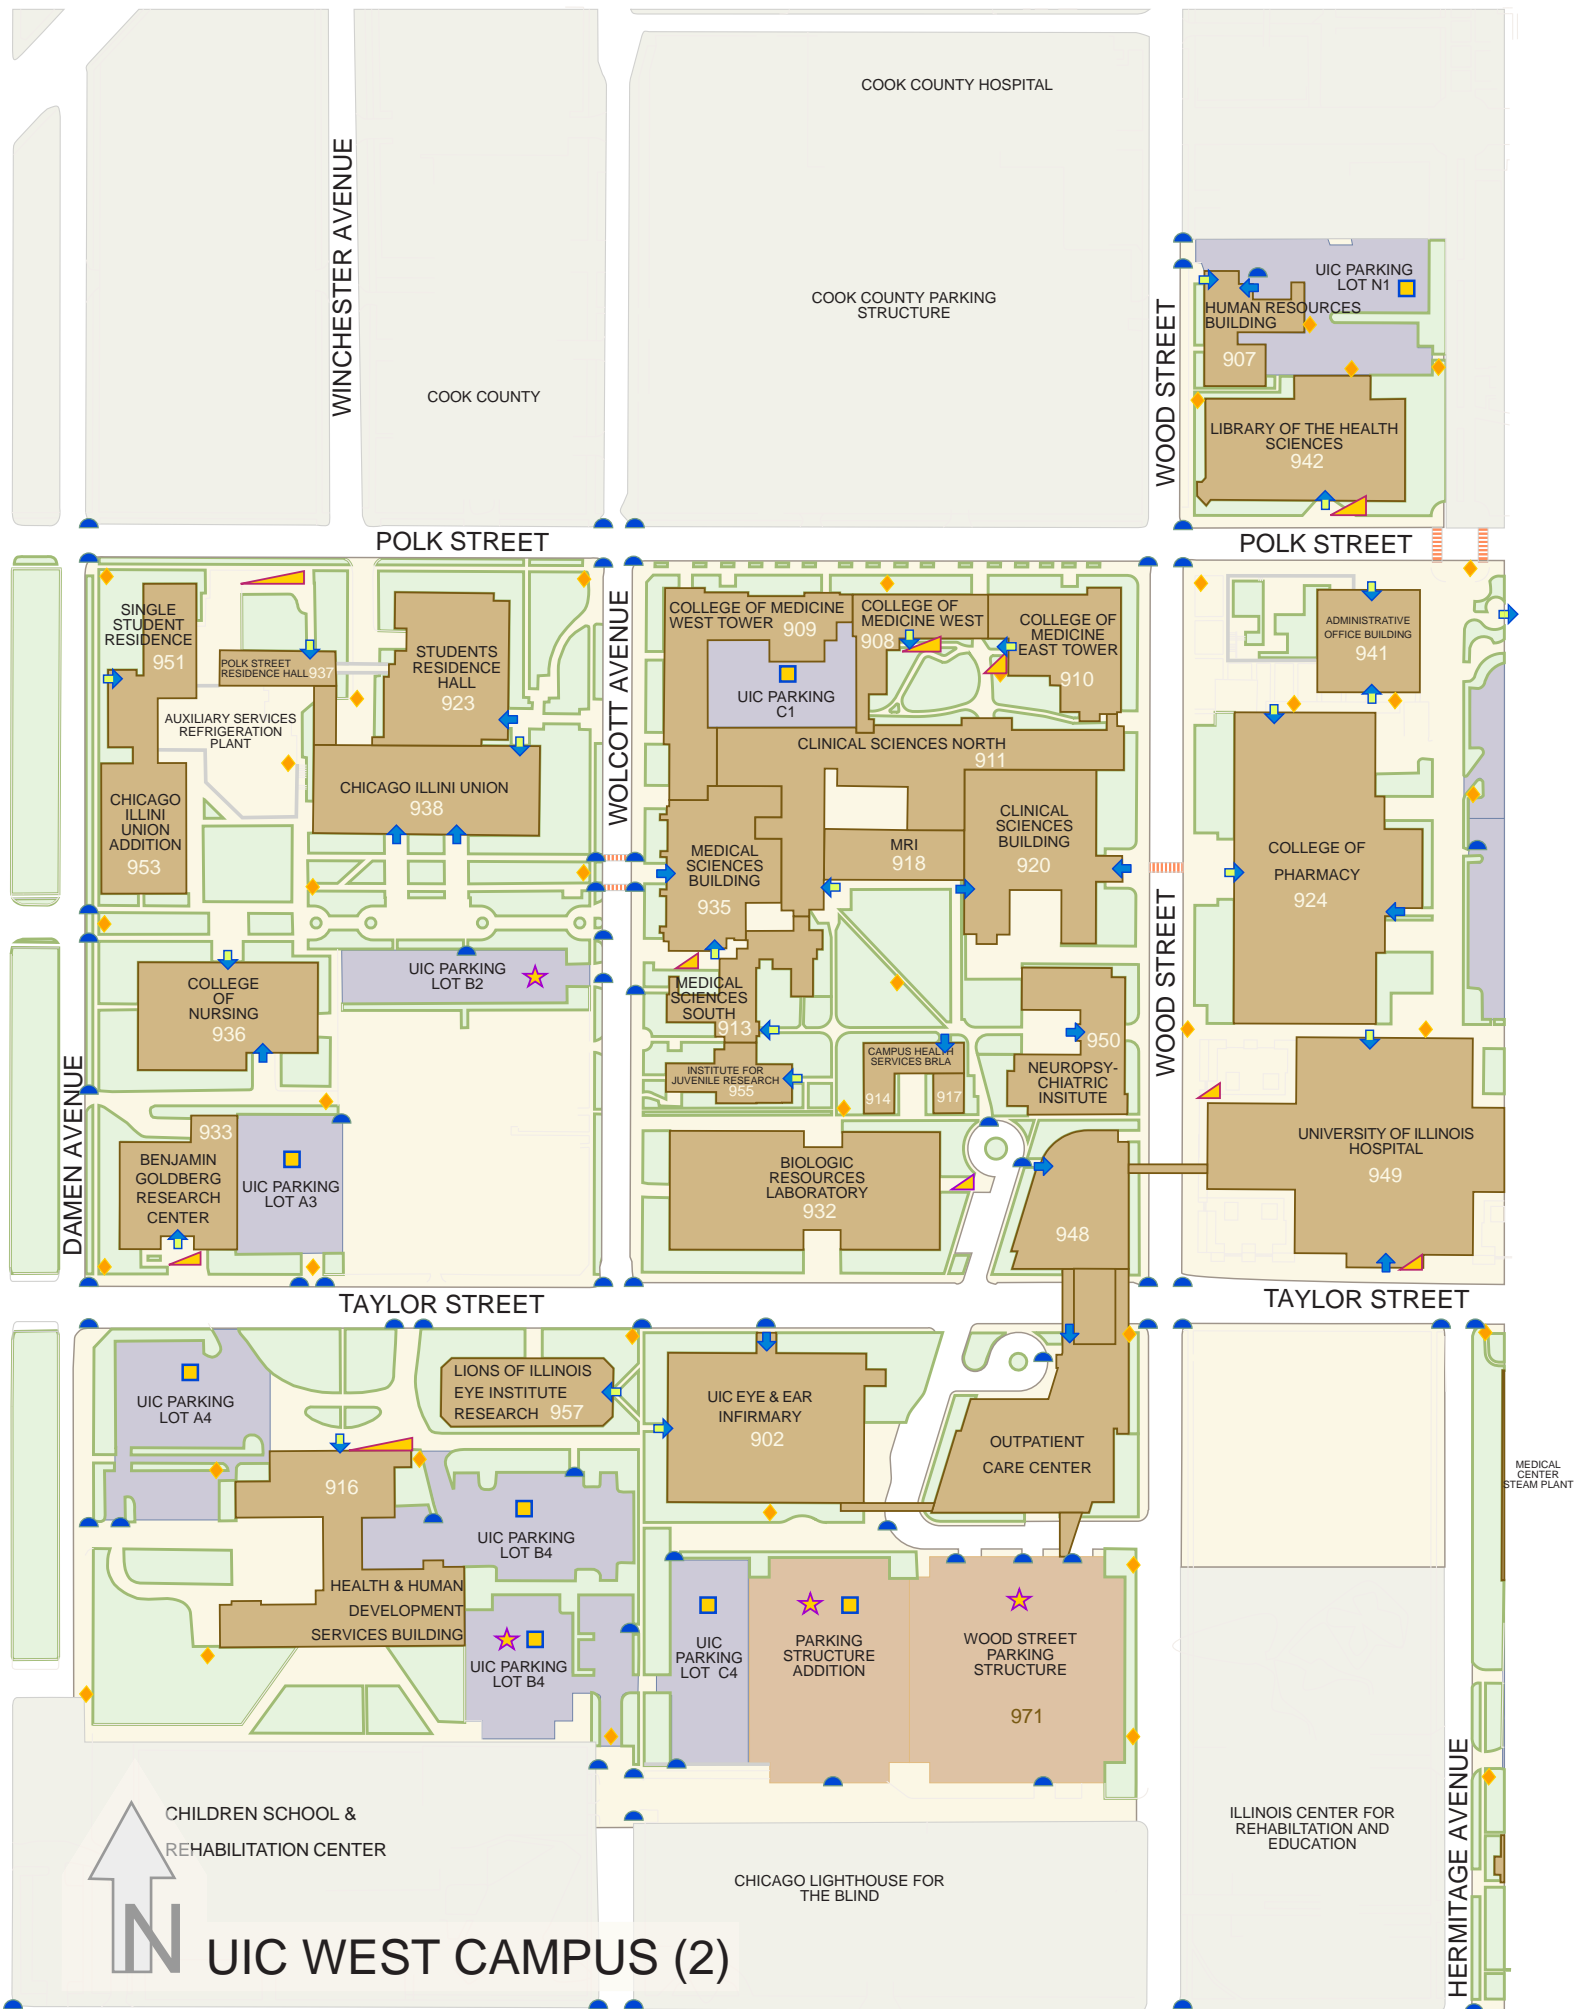 COOK COUNTY HOSPITAL
WINCHESTER AVENUE
COOK COUNTY PARKING
STRUCTURE
COOK COUNTY
WOOD STREET
UIC PARKING
LOT N1
HUMAN RESOURCES
BUILDING
907
LIBRARY OF THE HEALTH
SCIENCES
942
POLK STREET
POLK STREET
SINGLE
STUDENT
RESIDENCE
951
POLK STREET
RESIDENCE HALL
937
STUDENTS
RESIDENCE
HALL
923
AUXILIARY SERVICES
REFRIGERATION
PLANT
CHICAGO ILLINI UNION
938
CHICAGO
ILLINI
UNION
ADDITION
953
WOLCOTT AVENUE
COLLEGE OF MEDICINE
WEST TOWER
909
COLLEGE OF
MEDICINE WEST
908
COLLEGE OF
MEDICINE
EAST TOWER
910
UIC PARKING
C1
CLINICAL SCIENCES NORTH
911
CLINICAL
SCIENCES
BUILDING
920
MRI
918
MEDICAL
SCIENCES
BUILDING
935
ADMINISTRATIVE
OFFICE BUILDING
941
COLLEGE OF
PHARMACY
924
WOOD STREET
COLLEGE
OF
NURSING
936
UIC PARKING
LOT B2
MEDICAL
SCIENCES
SOUTH
913
INSTITUTE FOR
JUVENILE RESEARCH
955
CAMPUS HEALTH
SERVICES BRLA
914
917
950
NEUROPSY-
CHIATRIC
INSITUTE
DAMEN AVENUE
933
BENJAMIN
GOLDBERG
RESEARCH
CENTER
UIC PARKING
LOT A3
BIOLOGIC
RESOURCES
LABORATORY
932
948
UNIVERSITY OF ILLINOIS
HOSPITAL
949
TAYLOR STREET
TAYLOR STREET
UIC PARKING
LOT A4
LIONS OF ILLINOIS
EYE INSTITUTE
RESEARCH 957
UIC EYE & EAR
INFIRMARY
902
OUTPATIENT
CARE CENTER
MEDICAL
CENTER
STEAM PLANT
916
UIC PARKING
LOT B4
HEALTH & HUMAN
DEVELOPMENT
SERVICES BUILDING
UIC PARKING
LOT B4
UIC
PARKING
LOT C4
PARKING
STRUCTURE
ADDITION
WOOD STREET
PARKING
STRUCTURE
971
CHILDREN SCHOOL &
REHABILITATION CENTER
CHICAGO LIGHTHOUSE FOR
THE BLIND
ILLINOIS CENTER FOR
REHABILTATION AND
EDUCATION
HERMITAGE AVENUE
N
UIC WEST CAMPUS (2)